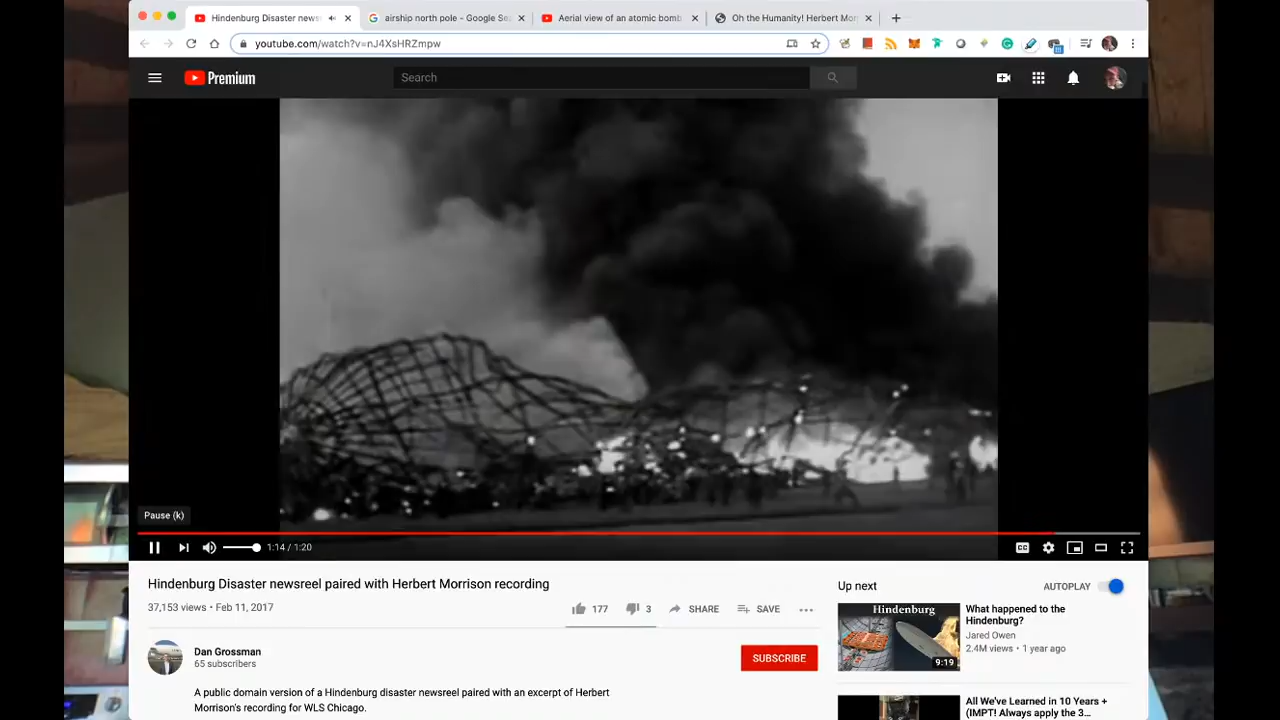 Hindenburg Disaster newsr
airship north pole - Google Se
Aerial view of an atomic bomb
Oh the Humanity! Herbert Mor
youtube.com/watch?v=nJ4XsHRZmpw
Premium
Search
Pause (k)
1:14 / 1:20
CC
Hindenburg Disaster newsreel paired with Herbert Morrison recording
37,153 views • Feb 11, 2017
177
3
SHARE
SAVE
Dan Grossman
65 subscribers
SUBSCRIBE
A public domain version of a Hindenburg disaster newsreel paired with an excerpt of Herbert
Morrison's recording for WLS Chicago.
Up next
AUTOPLAY
Hindenburg
9:19
What happened to the
Hindenburg?
Jared Owen
2.4M views • 1 year ago
All We've Learned in 10 Years +
(IMPT! Always apply the 3...